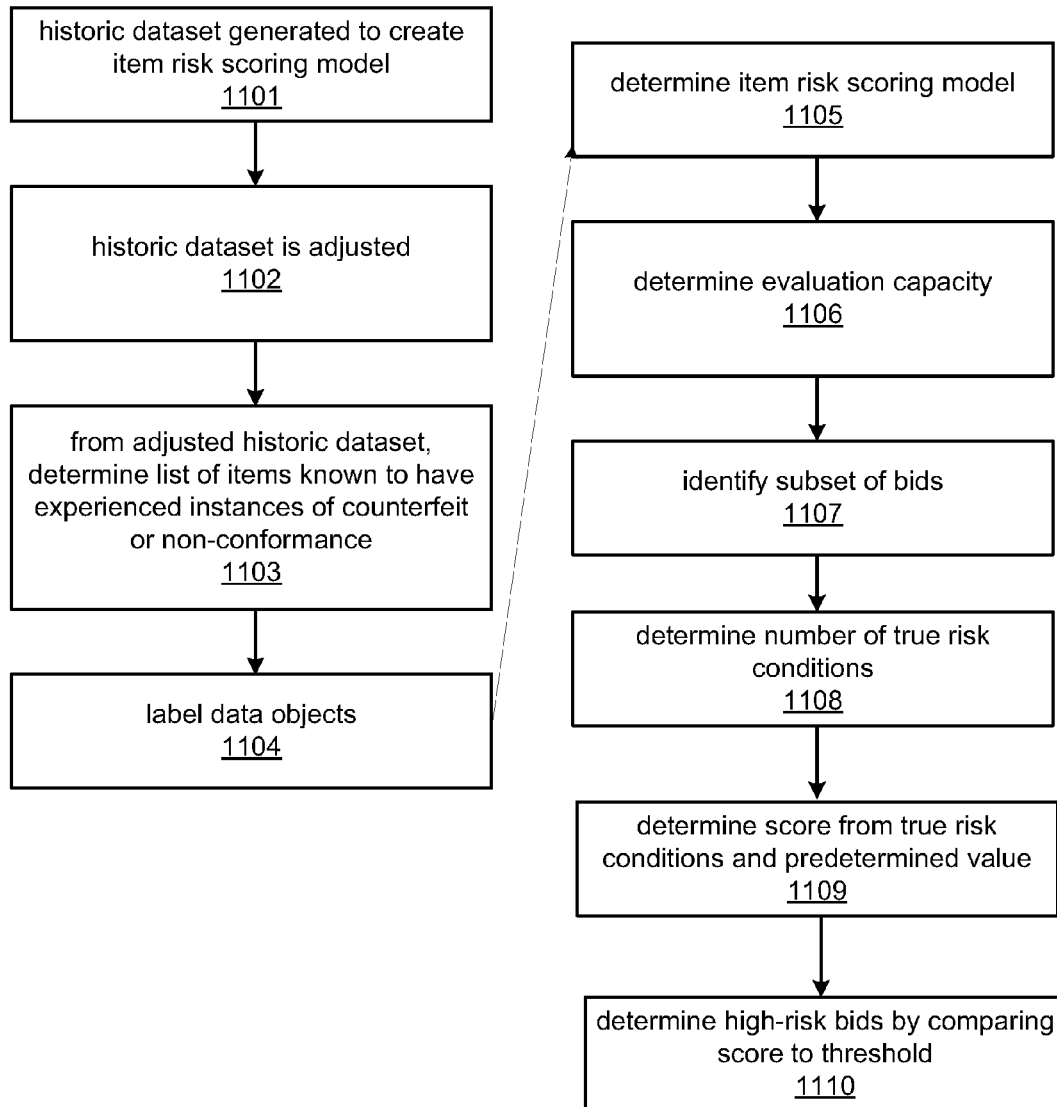 historic dataset generated to create
item risk scoring model
1101
historic dataset is adjusted
1102
from adjusted historic dataset,
determine list of items known to have
experienced instances of counterfeit
or non-conformance
1103
label data objects
1104
determine item risk scoring model
1105
determine evaluation capacity
1106
identify subset of bids
1107
determine number of true risk
conditions
1108
determine score from true risk
conditions and predetermined value
1109
determine high-risk bids by comparing
score to threshold
1110